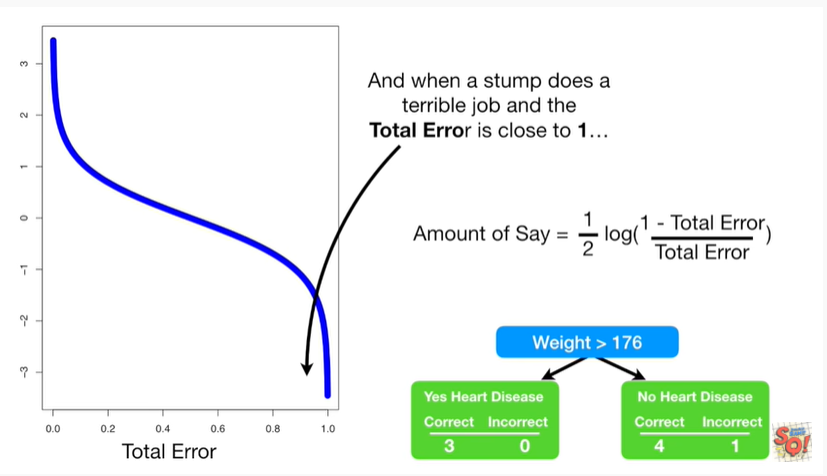 And when a stump does a
terrible job and the
Total Error is close to 1...
3
2
1
0
-1
-2
-3
0.0 0.2 0.4 0.6 0.8 1.0
Total Error
Amount of Say = 1/2 log(1 - Total Error/Total Error)
Weight > 176
Yes Heart Disease
Correct Incorrect
3 0
No Heart Disease
Correct Incorrect
4 1
SQ!